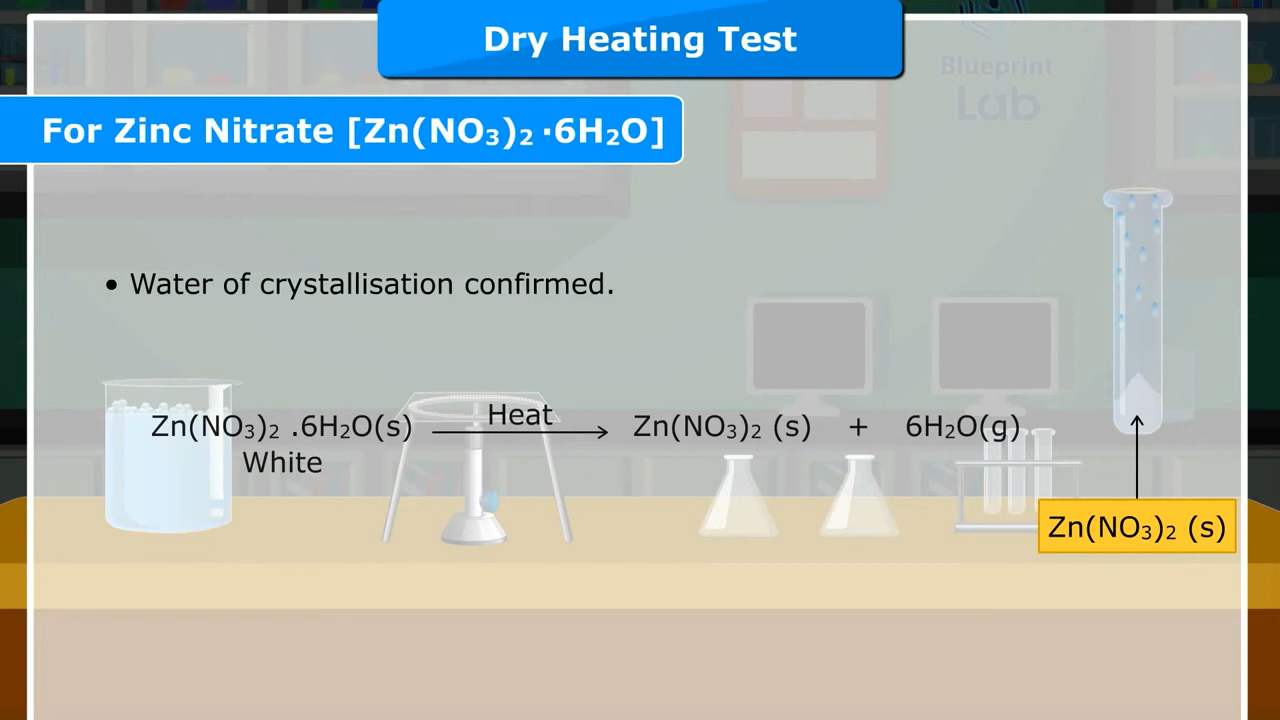 Dry Heating Test
Blueprint
Lab
For Zinc Nitrate [Zn(NO₃)₂ ·6H₂O]
• Water of crystallisation confirmed.
Zn(NO₃)₂ .6H₂O(s) Heat Zn(NO₃)₂ (s) + 6H₂O(g)
White
Zn(NO₃)₂ (s)